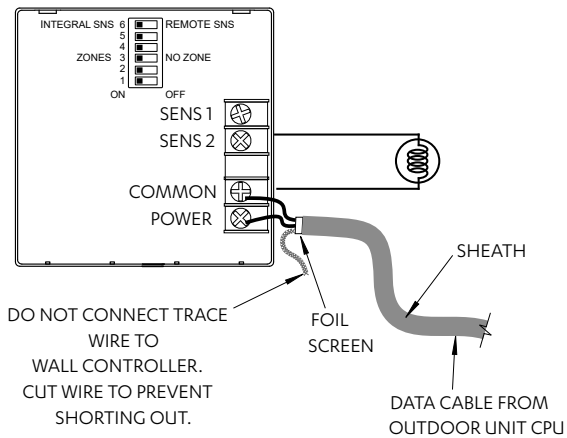 INTEGRAL SNS 6 REMOTE SNS
5
4
ZONES 3 NO ZONE
2
1
ON OFF
SENS 1
SENS 2
COMMON
POWER
SHEATH
DO NOT CONNECT TRACE
WIRE TO
WALL CONTROLLER.
CUT WIRE TO PREVENT
SHORTING OUT.
FOIL
SCREEN
DATA CABLE FROM
OUTDOOR UNIT CPU